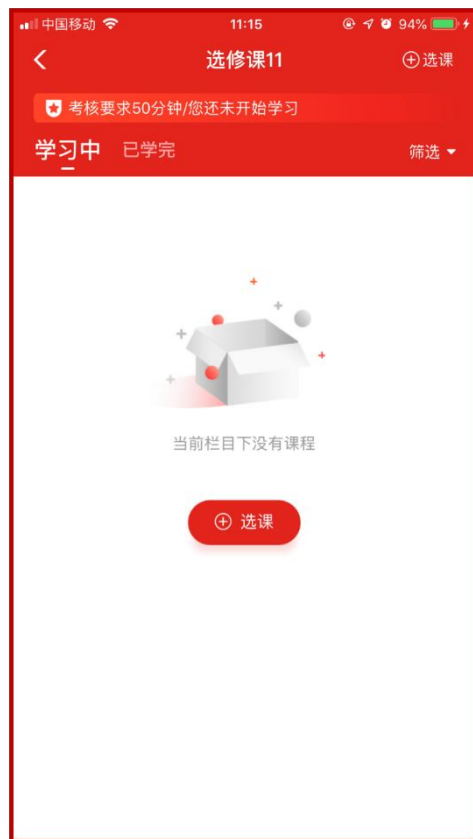 中国移动 11:15 94%
选修课11 选课
考核要求50分钟/您还未开始学习
学习中 已学完 筛选
当前栏目下没有课程
选课